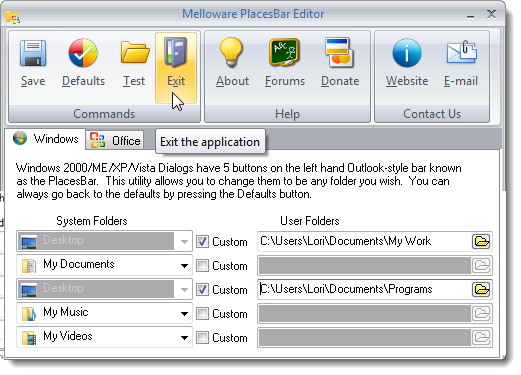 Melloware PlacesBar Editor
Save Defaults Test Exit About Forums Donate Website E-mail
Commands Help Contact Us
Windows Office Exit the application
Windows 2000/ME/XP/Vista Dialogs have 5 buttons on the left hand Outlook-style bar known
as the PlacesBar. This utility allows you to change them to be any folder you wish. You can
always go back to the defaults by pressing the Defaults button.
System Folders User Folders
Desktop Custom C:\Users\Lori\Documents\My Work
My Documents Custom
Desktop Custom C:\Users\Lori\Documents\Programs
My Music Custom
My Videos Custom